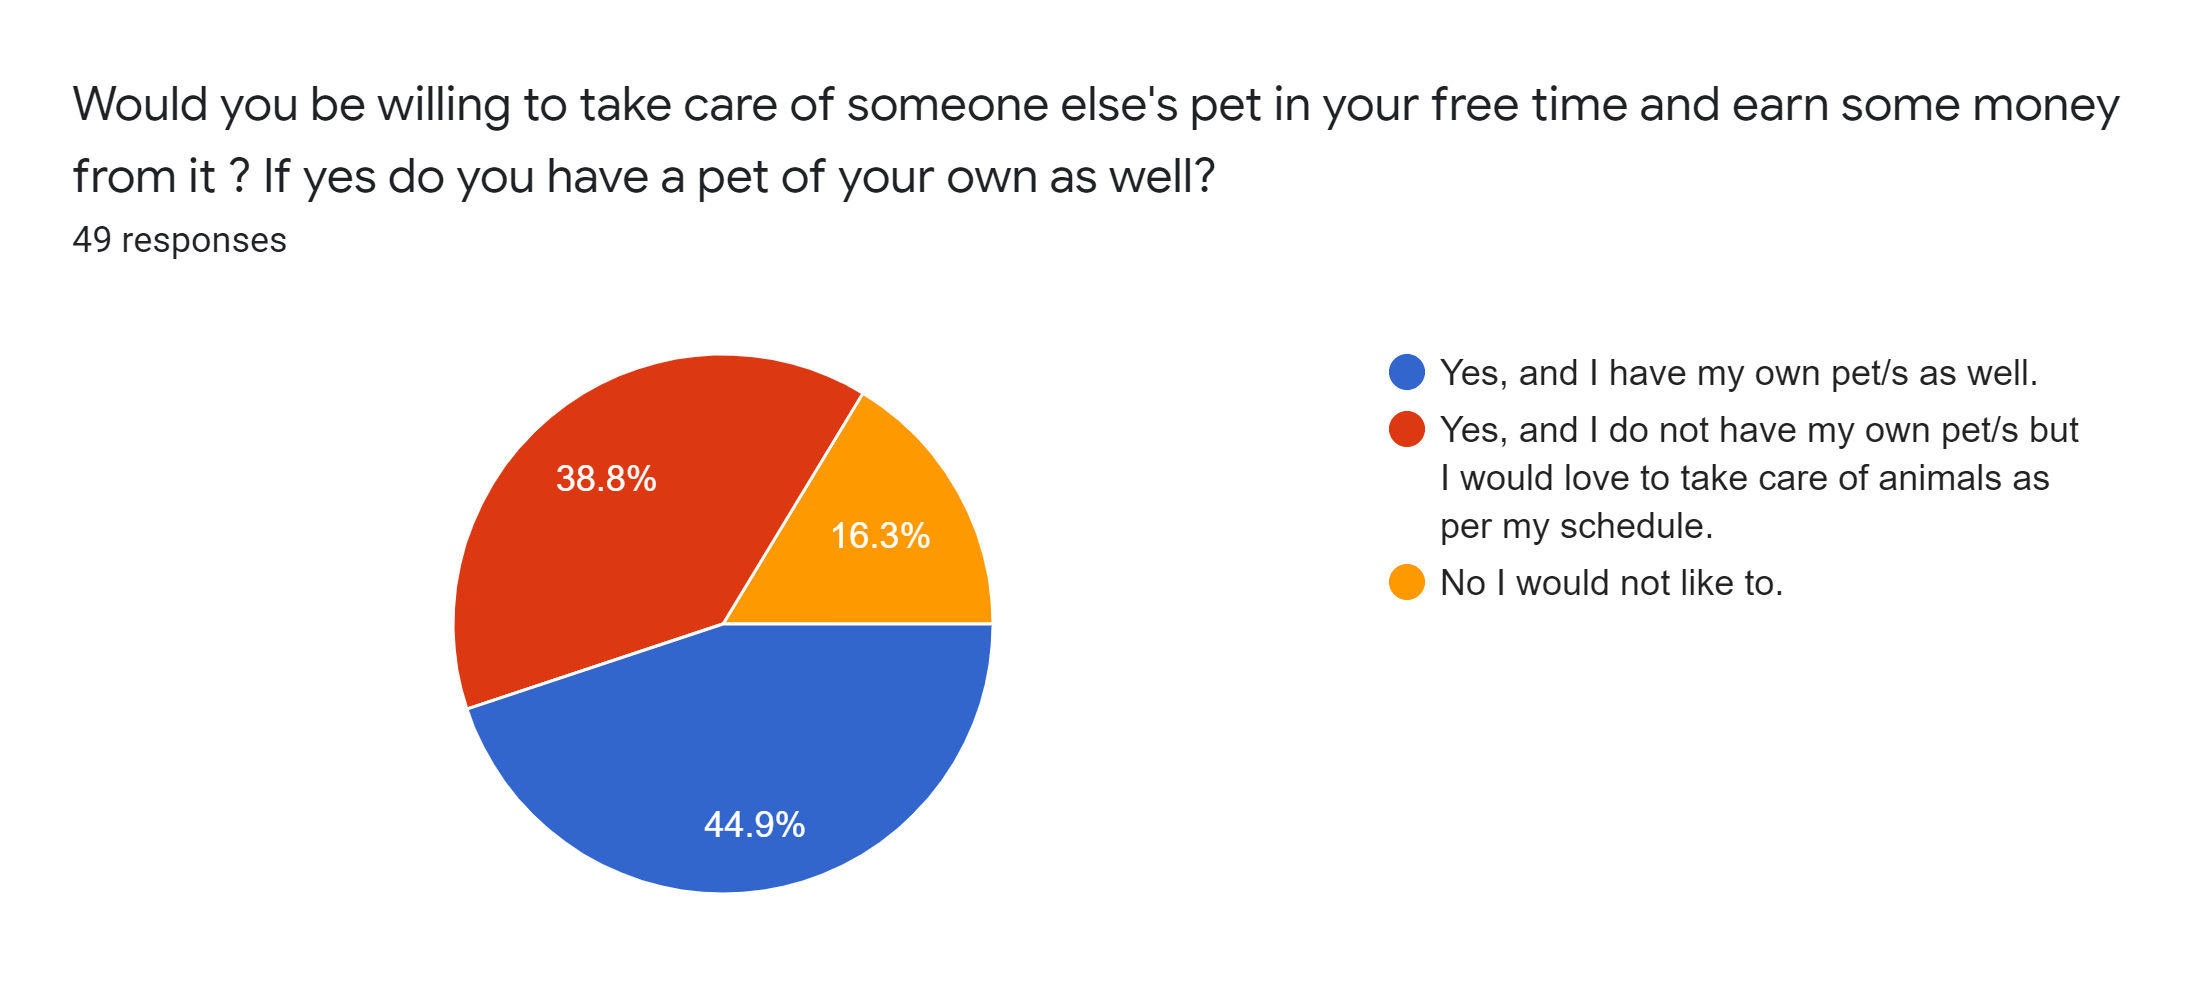 Would you be willing to take care of someone else's pet in your free time and earn some money
from it ? If yes do you have a pet of your own as well?
49 responses
38.8%
16.3%
44.9%
Yes, and I have my own pet/s as well.
Yes, and I do not have my own pet/s but
I would love to take care of animals as
per my schedule.
No I would not like to.